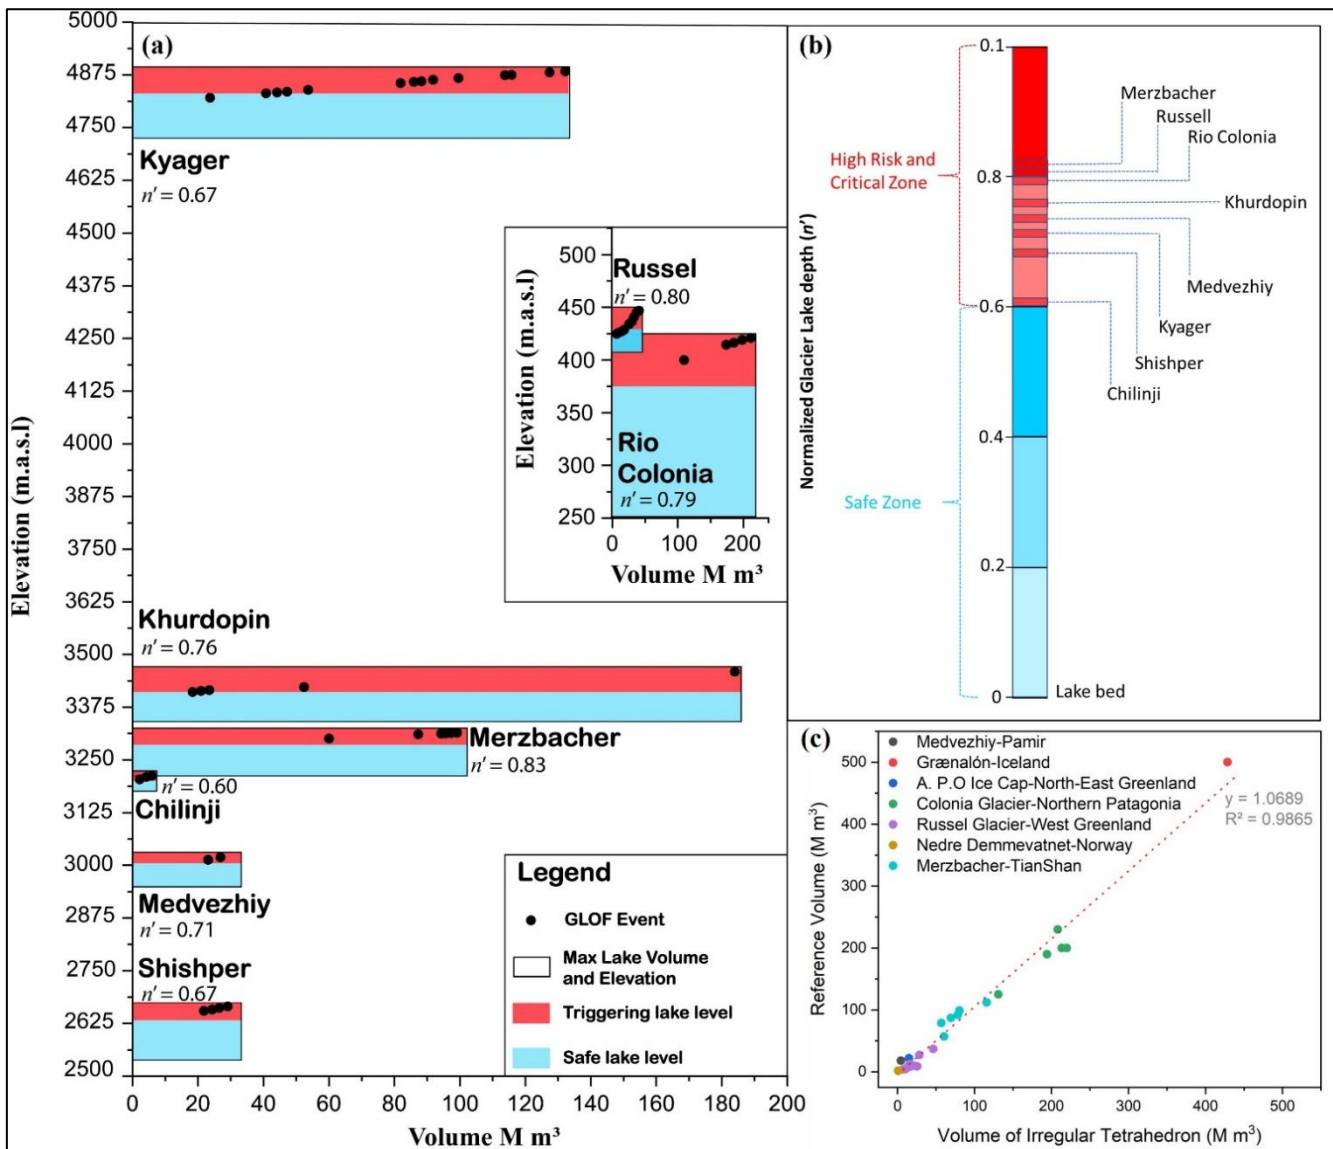 (a)
5000
4875
4750
4625
4500
4375
4250
4125
4000
3875
3750
3625
3500
3375
3250
3125
3000
2875
2750
2625
2500
Elevation (m.a.s.l)
0
20
40
60
80
100
120
140
160
180
200
Volume M m³
Kyager
n′ = 0.67
Khurdopin
n′ = 0.76
Merzbacher
n′ = 0.83
n′ = 0.60
Chilinji
Medvezhiy
n′ = 0.71
Shishper
n′ = 0.67
500
450
400
350
300
250
Elevation (m.a.s.l)
Russel
n′ = 0.80
Rio
Colonia
n′ = 0.79
0
100
200
Volume M m³
Legend
GLOF Event
Max Lake Volume
and Elevation
Triggering lake level
Safe lake level
(b)
0.1
0.8
0.6
0.4
0.2
0
Normalized Glacier Lake depth (n′)
High Risk and
Critical Zone
Safe Zone
Merzbacher
Russell
Rio Colonia
Khurdopin
Medvezhiy
Kyager
Shishper
Chilinji
Lake bed
(c)
Medvezhiy-Pamir
Grænalón-Iceland
A. P.O Ice Cap-North-East Greenland
Colonia Glacier-Northern Patagonia
Russel Glacier-West Greenland
Nedre Demmevatnet-Norway
Merzbacher-TianShan
y = 1.0689
R² = 0.9865
500
400
300
200
100
0
Reference Volume (M m³)
0
100
200
300
400
500
Volume of Irregular Tetrahedron (M m³)